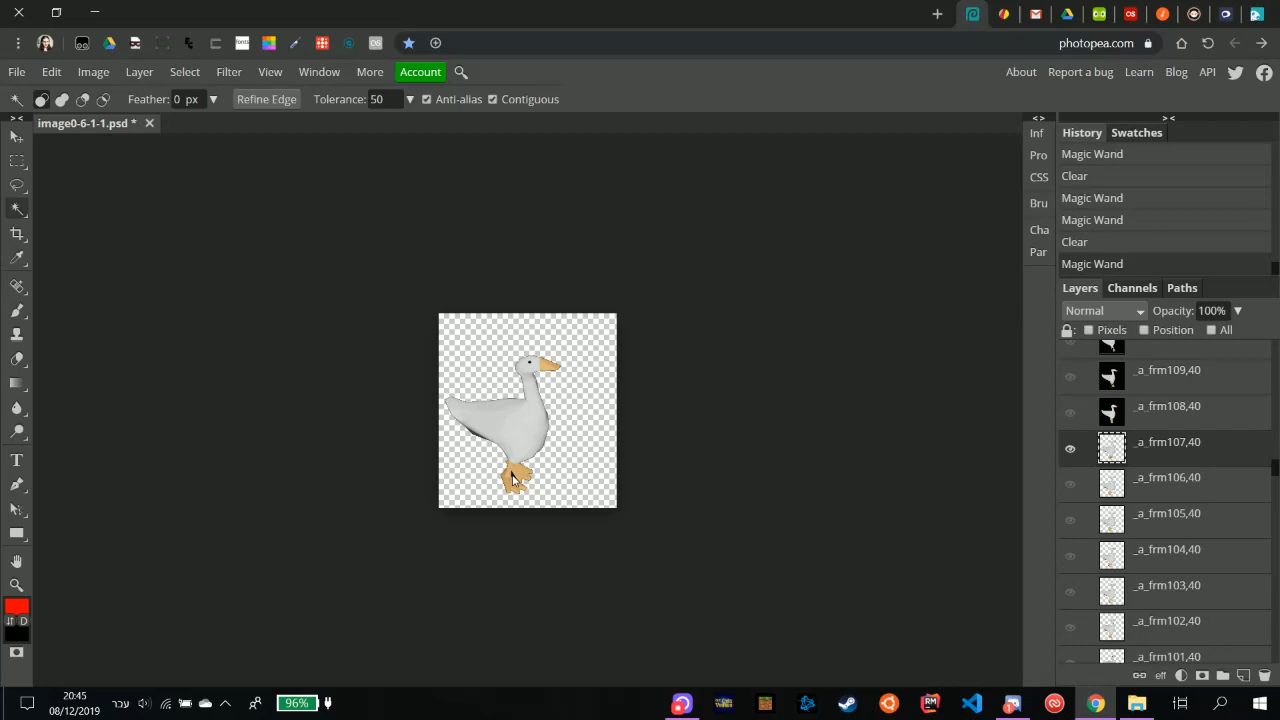 fonts OS photopea.com OS
File Edit Image Layer Select Filter View Window More Account About Report a bug Learn Blog API
Feather: 0 px Refine Edge Tolerance: 50 Anti-alias Contiguous
image0-6-1-1.psd *
Inf
Pro
CSS
Bru
Cha
Par
History Swatches
Magic Wand
Clear
Magic Wand
Magic Wand
Clear
Magic Wand
Layers Channels Paths
Normal Opacity: 100%
Pixels Position All
_a_frm109,40
_a_frm108,40
_a_frm107,40
_a_frm106,40
_a_frm105,40
_a_frm104,40
_a_frm103,40
_a_frm102,40
_a_frm101,40
D
eff
20:45
08/12/2019
עבר
96%